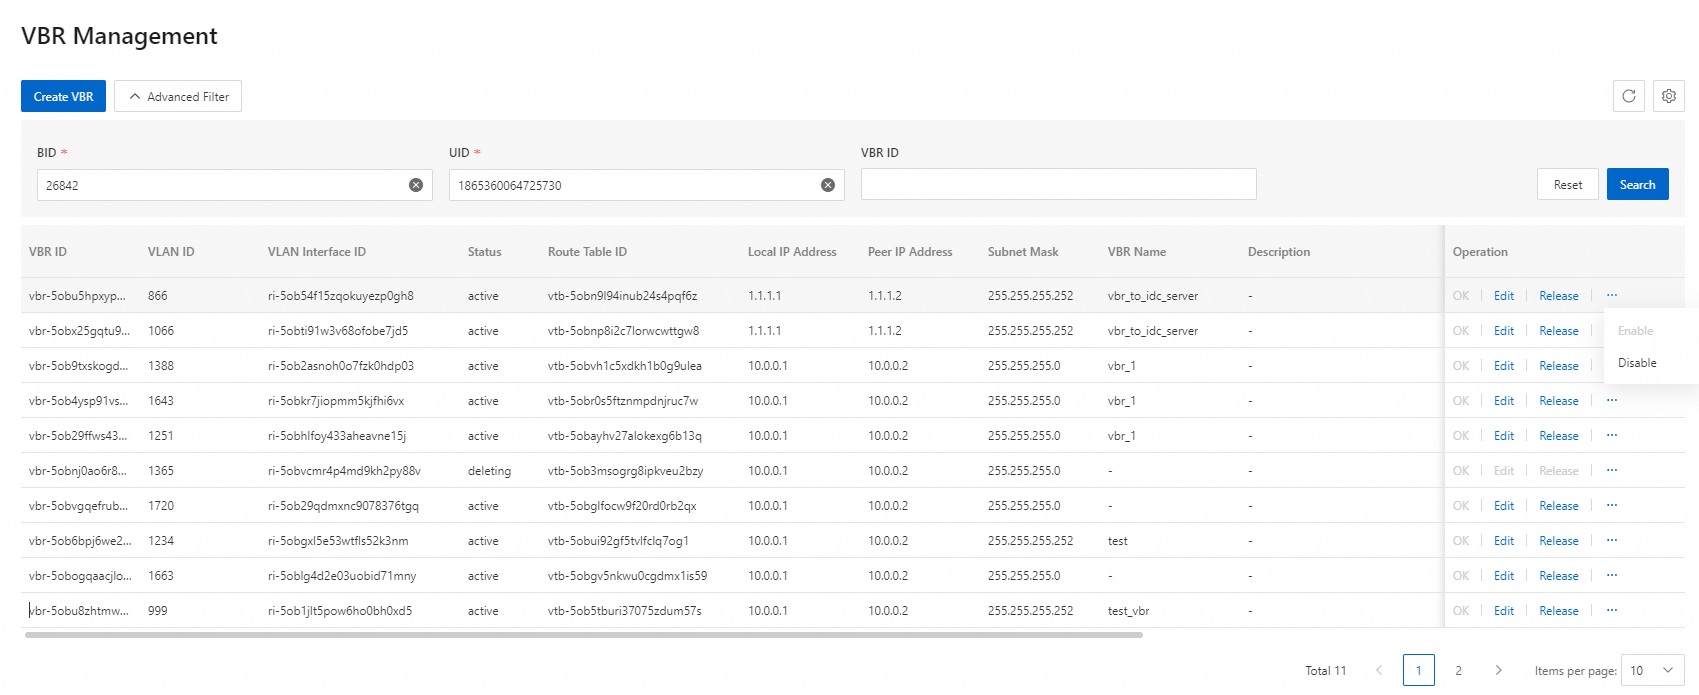 VBR Management
Create VBR Advanced Filter
BID * UID * VBR ID
26842 1865360064725730 Reset Search
VBR ID VLAN ID VLAN Interface ID Status Route Table ID Local IP Address Peer IP Address Subnet Mask VBR Name Description Operation
vbr-5obu5hpxyp... 866 ri-5ob54f15zqokuyezp0gh8 active vtb-5obn9l94inub24s4pqf6z 1.1.1.1 1.1.1.2 255.255.255.252 vbr_to_idc_server - OK Edit Release ...
vbr-5obx25gqtu9... 1066 ri-5obti91w3v68ofobe7jd5 active vtb-5obnp8i2c7lorwcwttgw8 1.1.1.1 1.1.1.2 255.255.255.252 vbr_to_idc_server - OK Edit Release Enable
vbr-5ob9txskogd... 1388 ri-5ob2asnoh0o7fzk0hdp03 active vtb-5obvh1c5xdkh1b0g9ulea 10.0.0.1 10.0.0.2 255.255.255.0 vbr_1 - OK Edit Release Disable
vbr-5ob4ysp91vs... 1643 ri-5obkr7jiopmm5kjfhi6vx active vtb-5obr0s5ftznmpdnjruc7w 10.0.0.1 10.0.0.2 255.255.255.0 vbr_1 - OK Edit Release ...
vbr-5ob29ffws43... 1251 ri-5obhlfoy433aheavne15j active vtb-5obayhv27alokexg6b13q 10.0.0.1 10.0.0.2 255.255.255.0 vbr_1 - OK Edit Release ...
vbr-5obnj0ao6r8... 1365 ri-5obvcmr4p4md9kh2py88v deleting vtb-5ob3msogrg8ipkveu2bzy 10.0.0.1 10.0.0.2 255.255.255.0 - - OK Edit Release ...
vbr-5obvgqefrub... 1720 ri-5ob29qdmxnc9078376tgq active vtb-5obglfocw9f20rd0rb2qx 10.0.0.1 10.0.0.2 255.255.255.0 - - OK Edit Release ...
vbr-5ob6bpj6we2... 1234 ri-5obgxl5e53wtfls52k3nm active vtb-5obui92gf5tvlfclq7og1 10.0.0.1 10.0.0.2 255.255.255.252 test - OK Edit Release ...
vbr-5obogqaacjlo... 1663 ri-5oblg4d2e03uobid71mny active vtb-5obgv5nkwu0cgdmx1is59 10.0.0.1 10.0.0.2 255.255.255.0 - - OK Edit Release ...
vbr-5obu8zhtmw... 999 ri-5ob1jlt5pow6ho0bh0xd5 active vtb-5ob5tburi37075zdum57s 10.0.0.1 10.0.0.2 255.255.255.252 test_vbr - OK Edit Release ...
Total 11 1 2 Items per page: 10